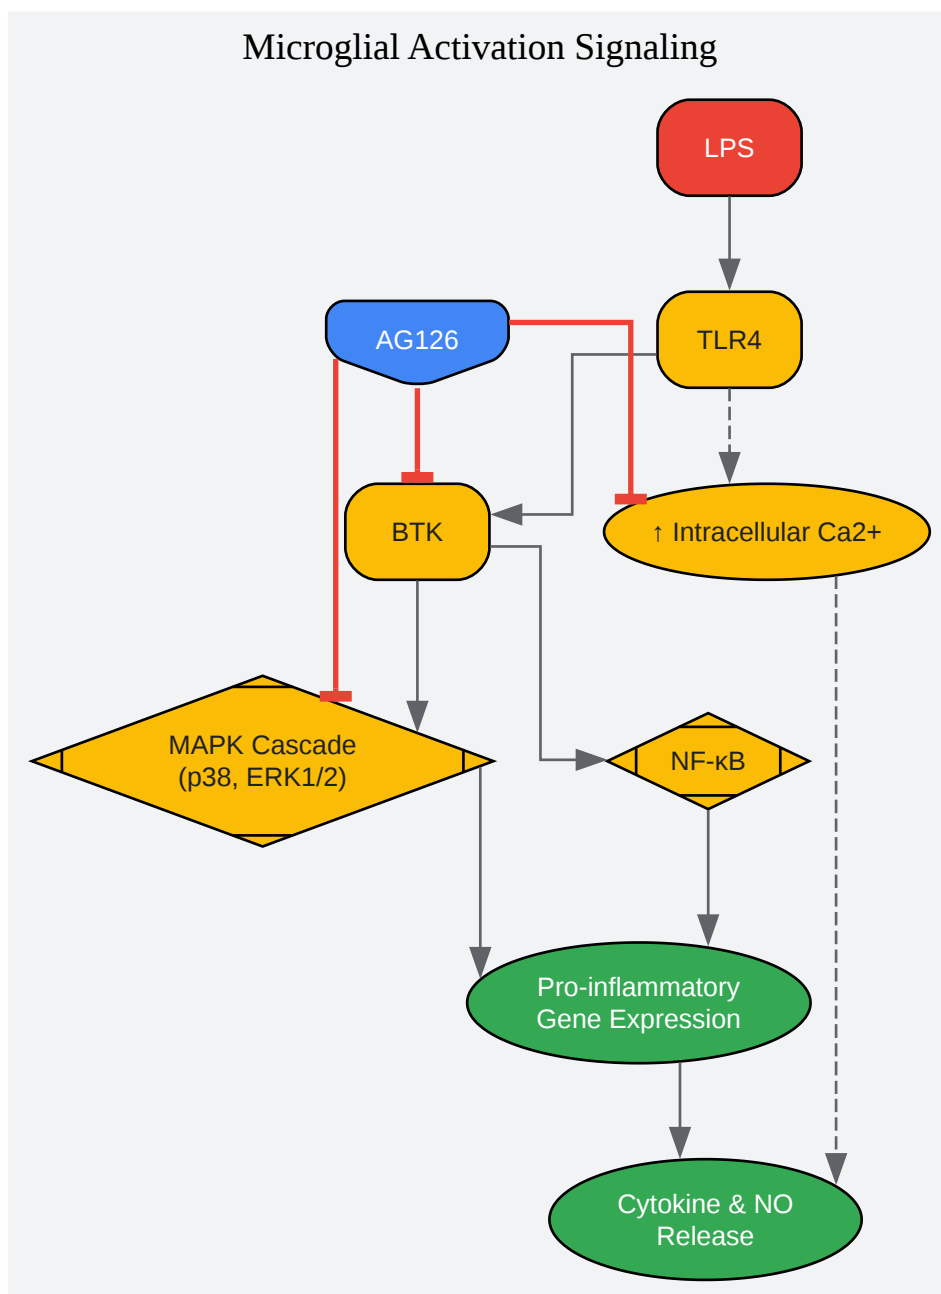 Microglial Activation Signaling
LPS
TLR4
AG126
BTK
↑ Intracellular Ca2+
MAPK Cascade
(p38, ERK1/2)
NF-κB
Pro-inflammatory
Gene Expression
Cytokine & NO
Release